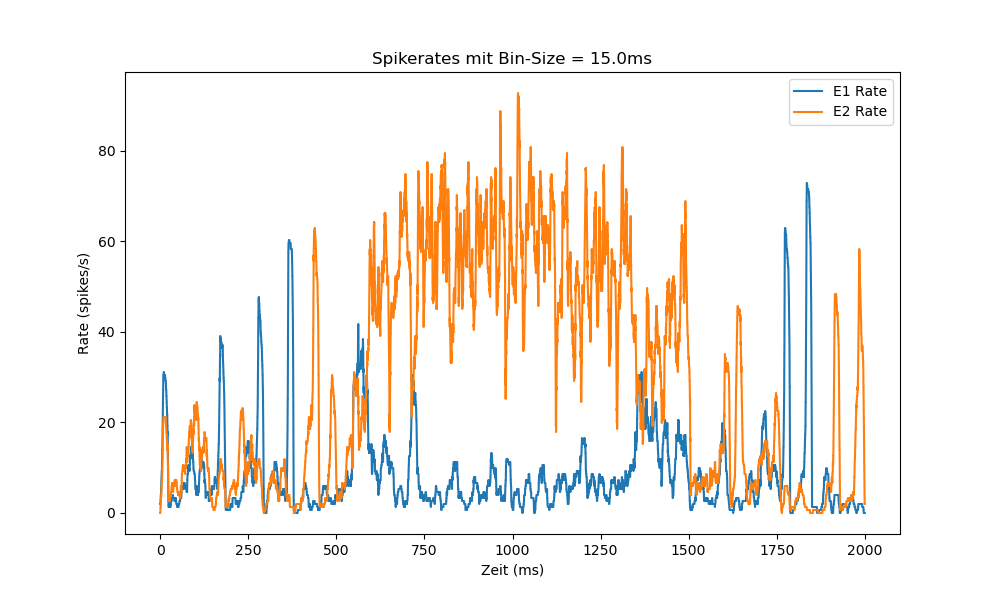 Spikerates mit Bin-Size = 15.0ms
E1 Rate
E2 Rate
Rate (spikes/s)
80
60
40
20
0
0 250 500 750 1000 1250 1500 1750 2000
Zeit (ms)